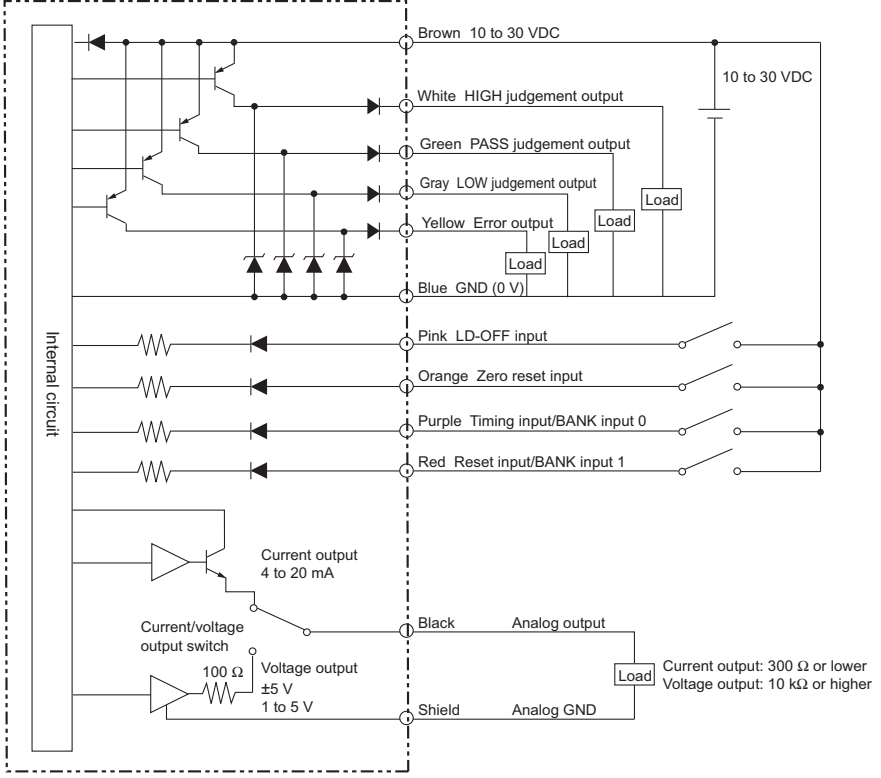 Brown 10 to 30 VDC
10 to 30 VDC
White HIGH judgement output
Green PASS judgement output
Gray LOW judgement output
Load
Load
Yellow Error output
Load
Load
Blue GND (0 V)
Internal circuit
Pink LD-OFF input
Orange Zero reset input
Purple Timing input/BANK input 0
Red Reset input/BANK input 1
Current output
4 to 20 mA
Current/voltage
output switch
Black Analog output
100 Ω
Voltage output
±5 V
1 to 5 V
Load
Current output: 300 Ω or lower
Voltage output: 10 kΩ or higher
Shield Analog GND